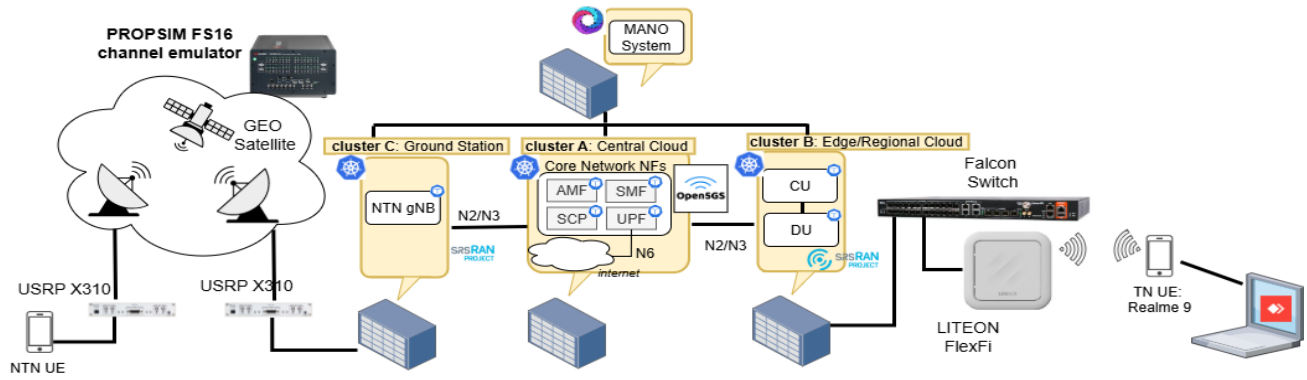 PROPSIM FS16
channel emulator
MANO
System
GEO
Satellite
cluster C: Ground Station
cluster A: Central Cloud
cluster B: Edge/Regional Cloud
Core Network NFs
AMF
SMF
SCP
UPF
OPEN5GS
NTN gNB
N2/N3
N2/N3
N6
internet
CU
DU
srsRAN
PROJECT
srsRAN
PROJECT
Falcon
Switch
USRP X310
USRP X310
NTN UE
LITEON
FlexFi
TN UE:
Realme 9